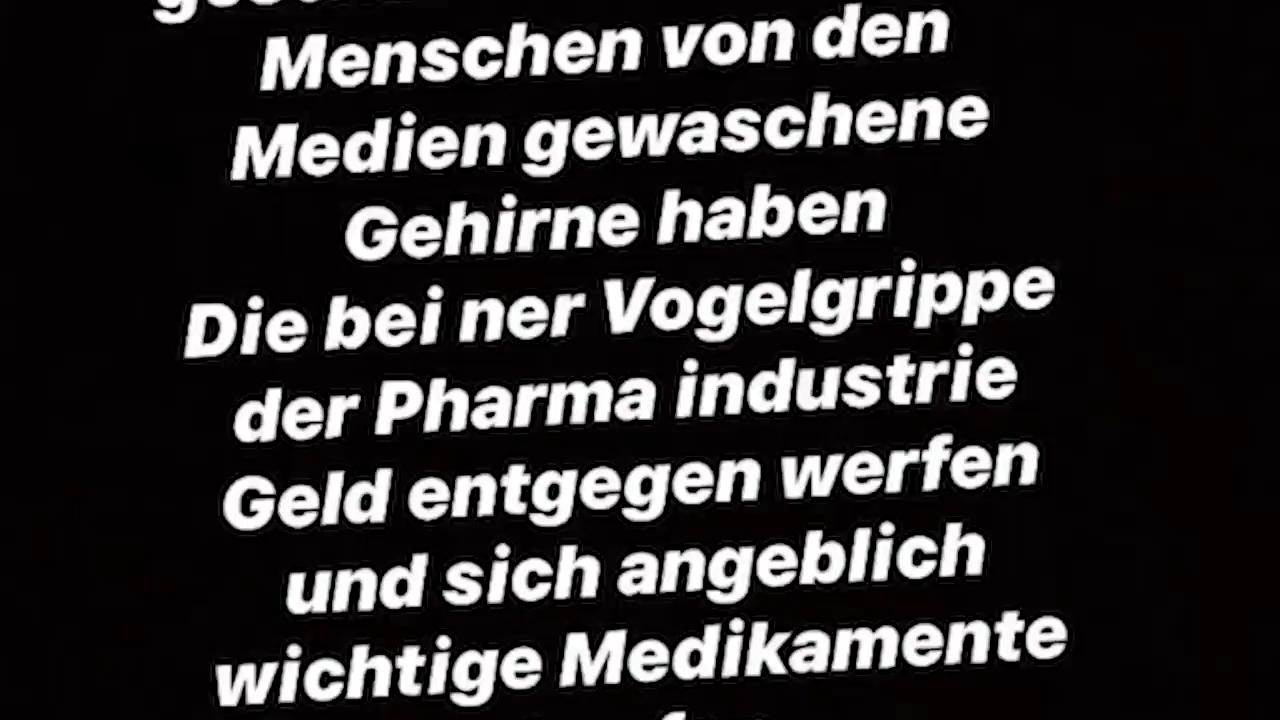 Menschen von den
Medien gewaschene
Gehirne haben
Die bei ner Vogelgrippe
der Pharma industrie
Geld entgegen werfen
und sich angeblich
wichtige Medikamente